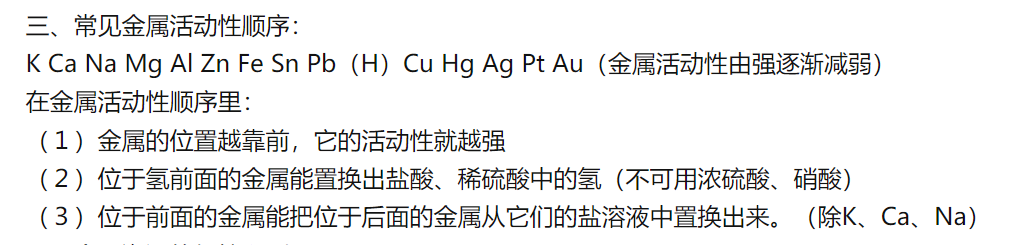 三、常见金属活动性顺序：
K Ca Na Mg Al Zn Fe Sn Pb（H）Cu Hg Ag Pt Au（金属活动性由强逐渐减弱）
在金属活动性顺序里：
（1）金属的位置越靠前，它的活动性就越强
（2）位于氢前面的金属能置换出盐酸、稀硫酸中的氢（不可用浓硫酸、硝酸）
（3）位于前面的金属能把位于后面的金属从它们的盐溶液中置换出来。（除K、Ca、Na）